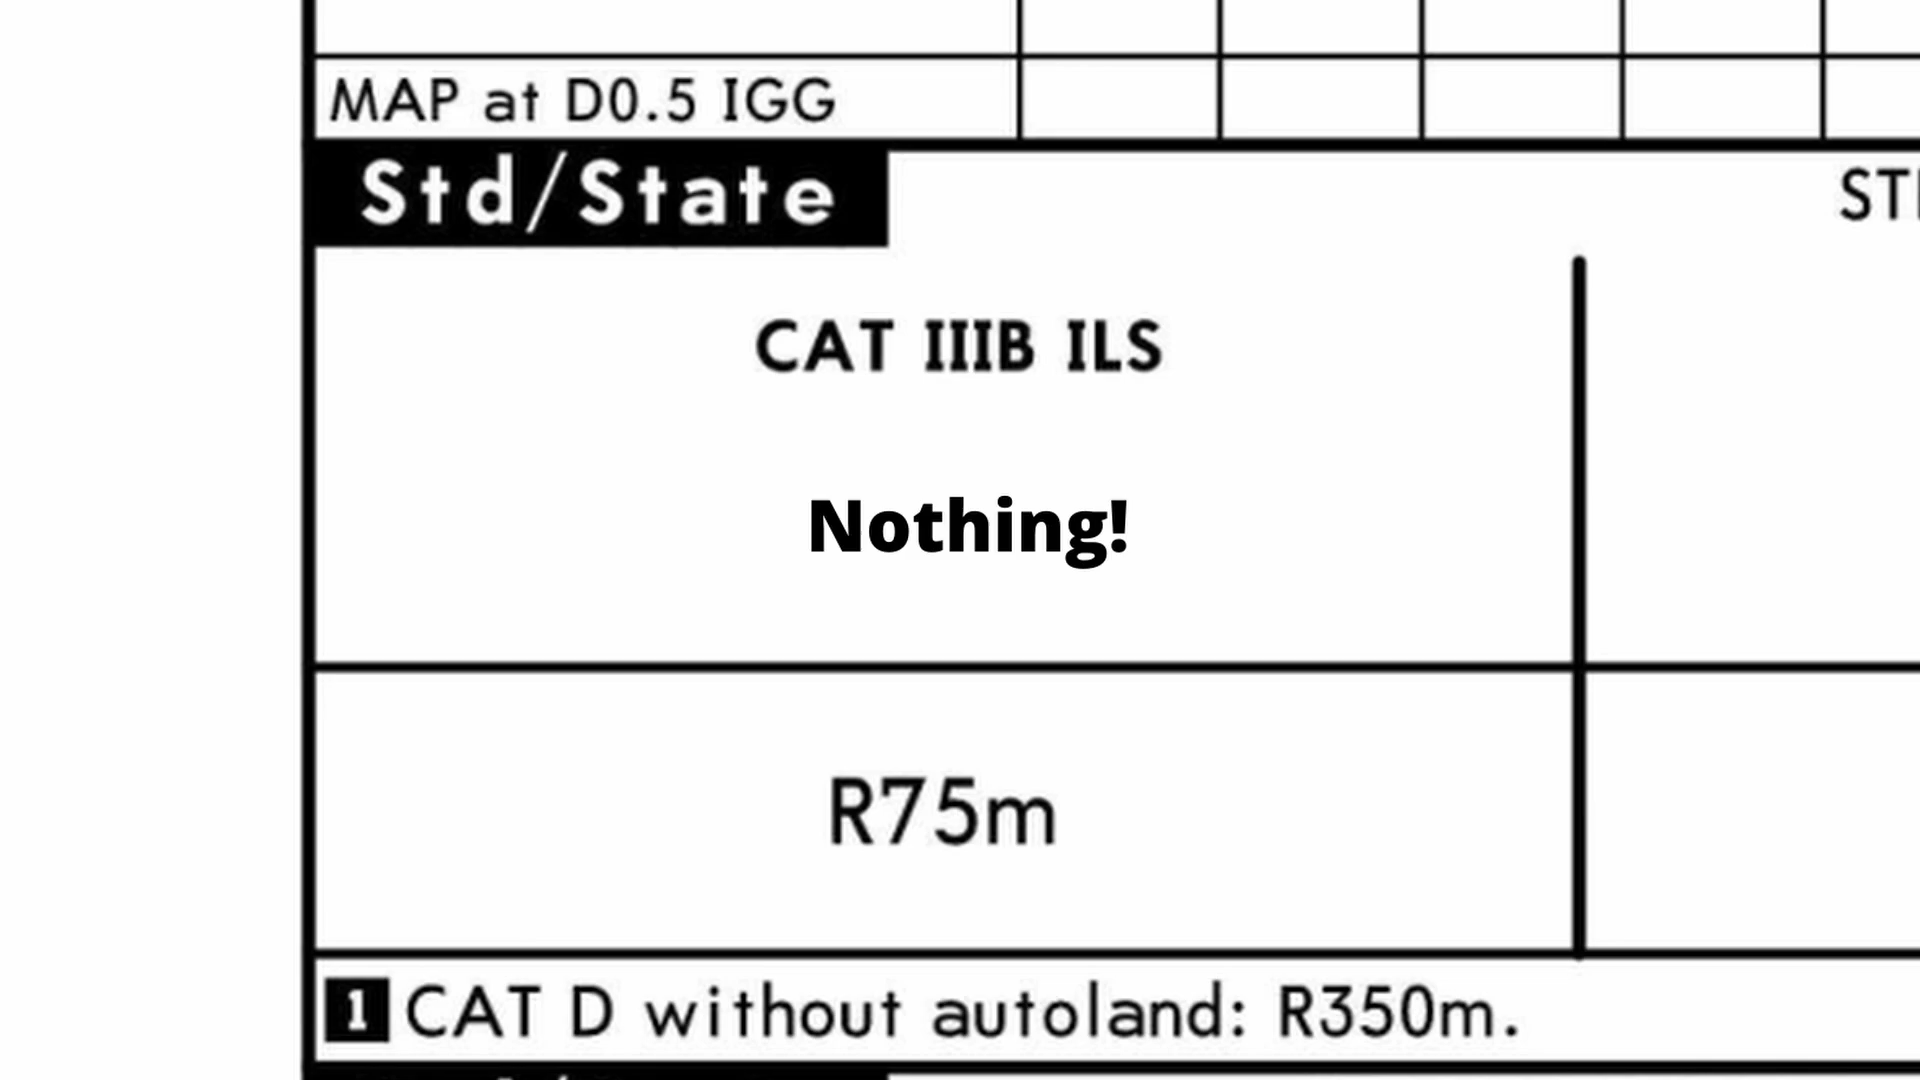 MAP at D0.5 IGG
Std/State
CAT IIIB ILS
Nothing!
R75m
1 CAT D without autoland: R350m.